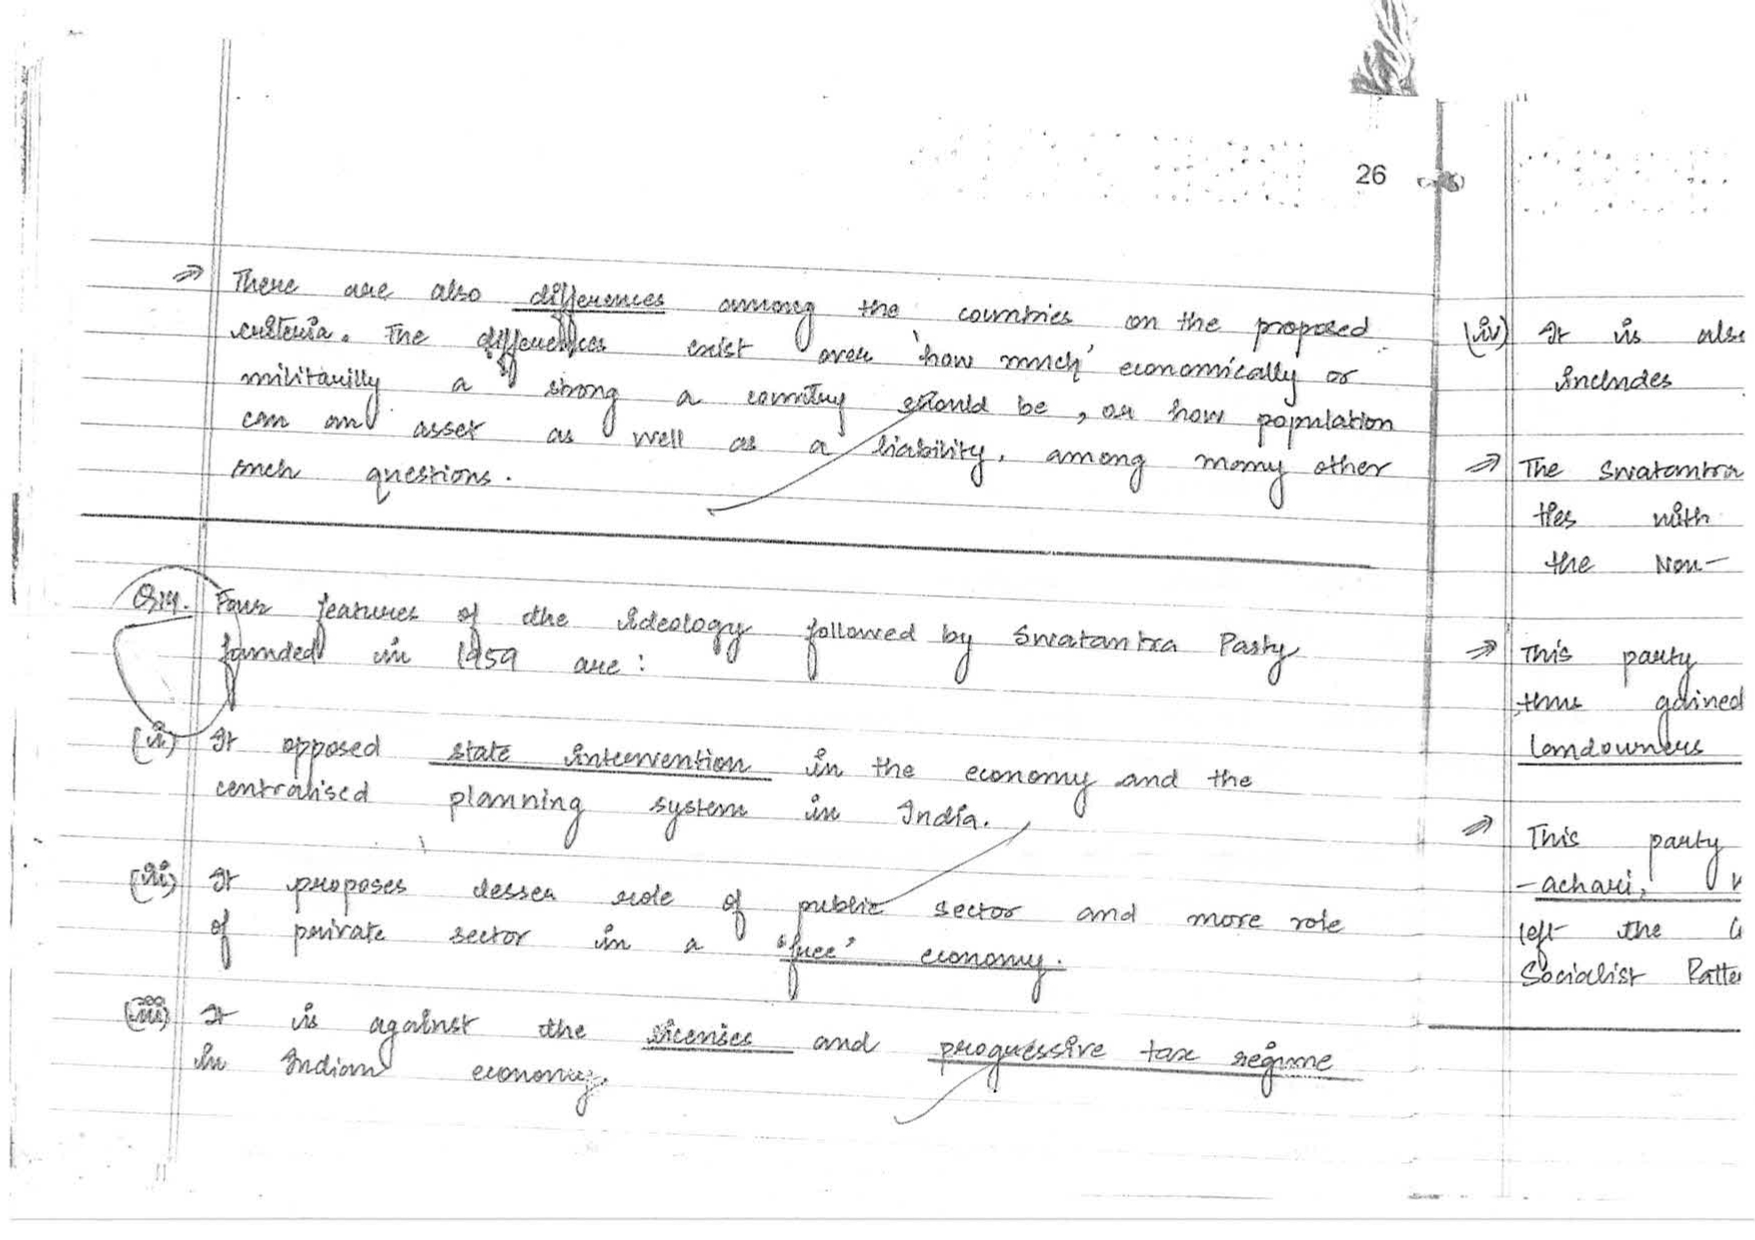 26
⇒ There are also differences among the countries on the proposed
criteria. The differences exist over 'how much' economically or
militarilly a strong a country should be, or how population
can an asset as well as a liability, among many other
such questions.
Q14. Four features of the ideology followed by Swatantra Party
founded in 1959 are:
(i) It opposed state intervention in the economy and the
centralised planning system in India.
(ii) It proposes lesser role of public sector and more role
of private sector in a 'free' economy.
(iii) It is against the licenses and progressive tax regime
in Indian economy.
(iv) It is also
includes
⇒ The Swatantra
ties with
the Non-
⇒ This party
thus gained
landowners
⇒ This party
-achari,
left the
Socialist Patte